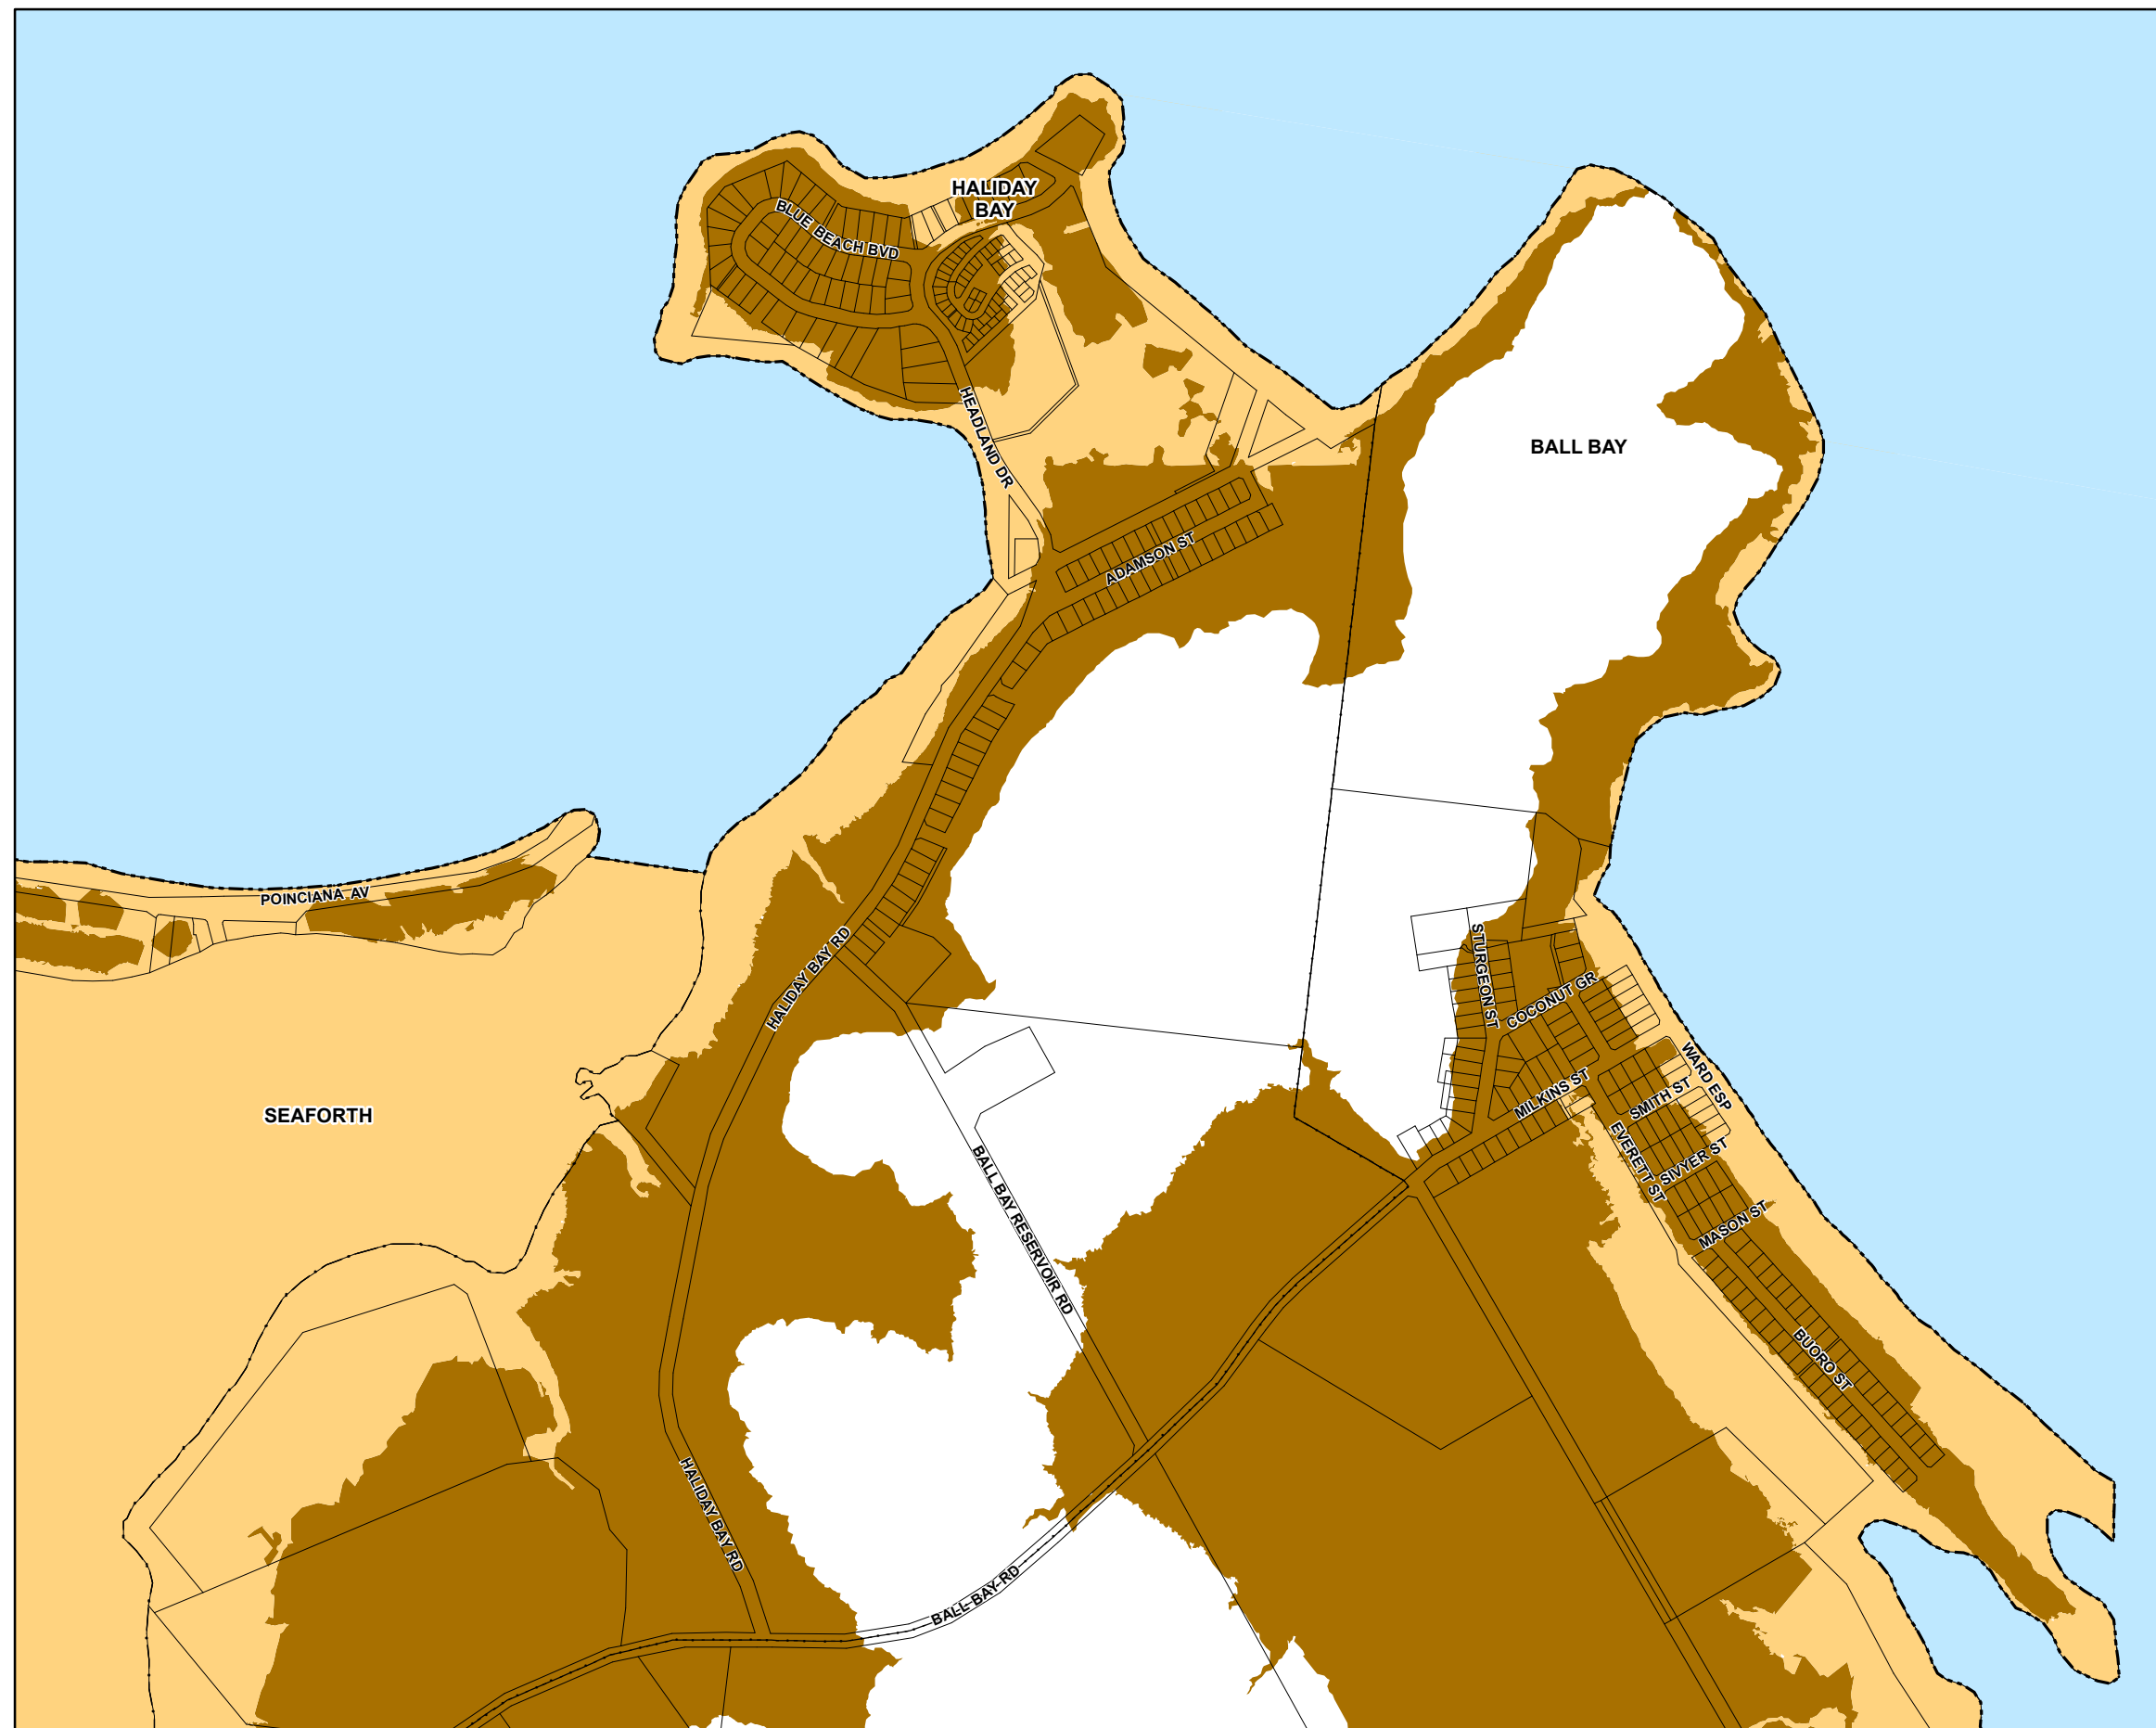 HALIDAY
BAY
BLUE BEACH BVD
HEADLAND DR
BALL BAY
ADAMSON ST
POINCIANA AV
HALIDAY BAY RD
STURGEON ST
COCONUT GR
WARD ESP
MILKINS ST
SMITH ST
SEAFORTH
EVERETT ST
SIVYER ST
BALL BAY RESERVOIR RD
MASON ST
BUORO ST
HALIDAY BAY RD
BALL BAY RD